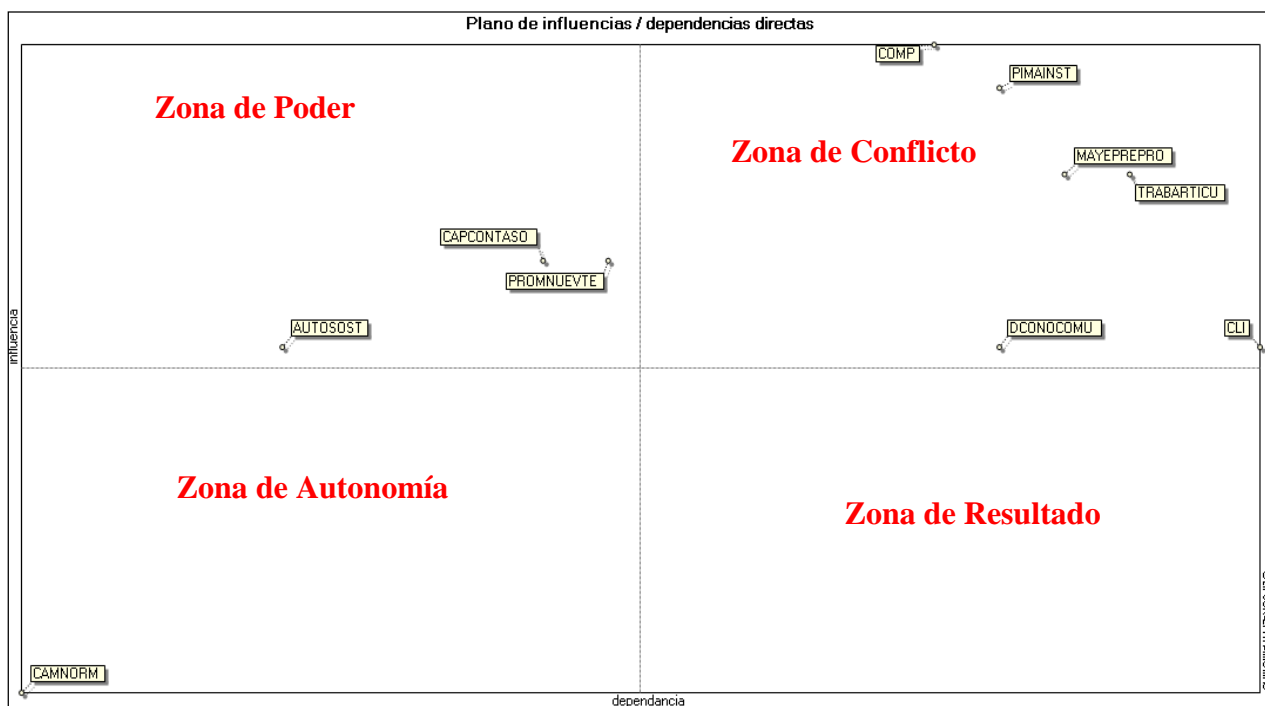 Plano de influencias / dependencias directas
COMP
PIMAINST
Zona de Poder
Zona de Conflicto
MAYEPREPRO
TRABARTICU
CAPCONTASO
PROMNUEVTE
AUTOSOST
DCONOCOMU
CLI
influencia
Zona de Autonomía
Zona de Resultado
CAMNORM
dependancia